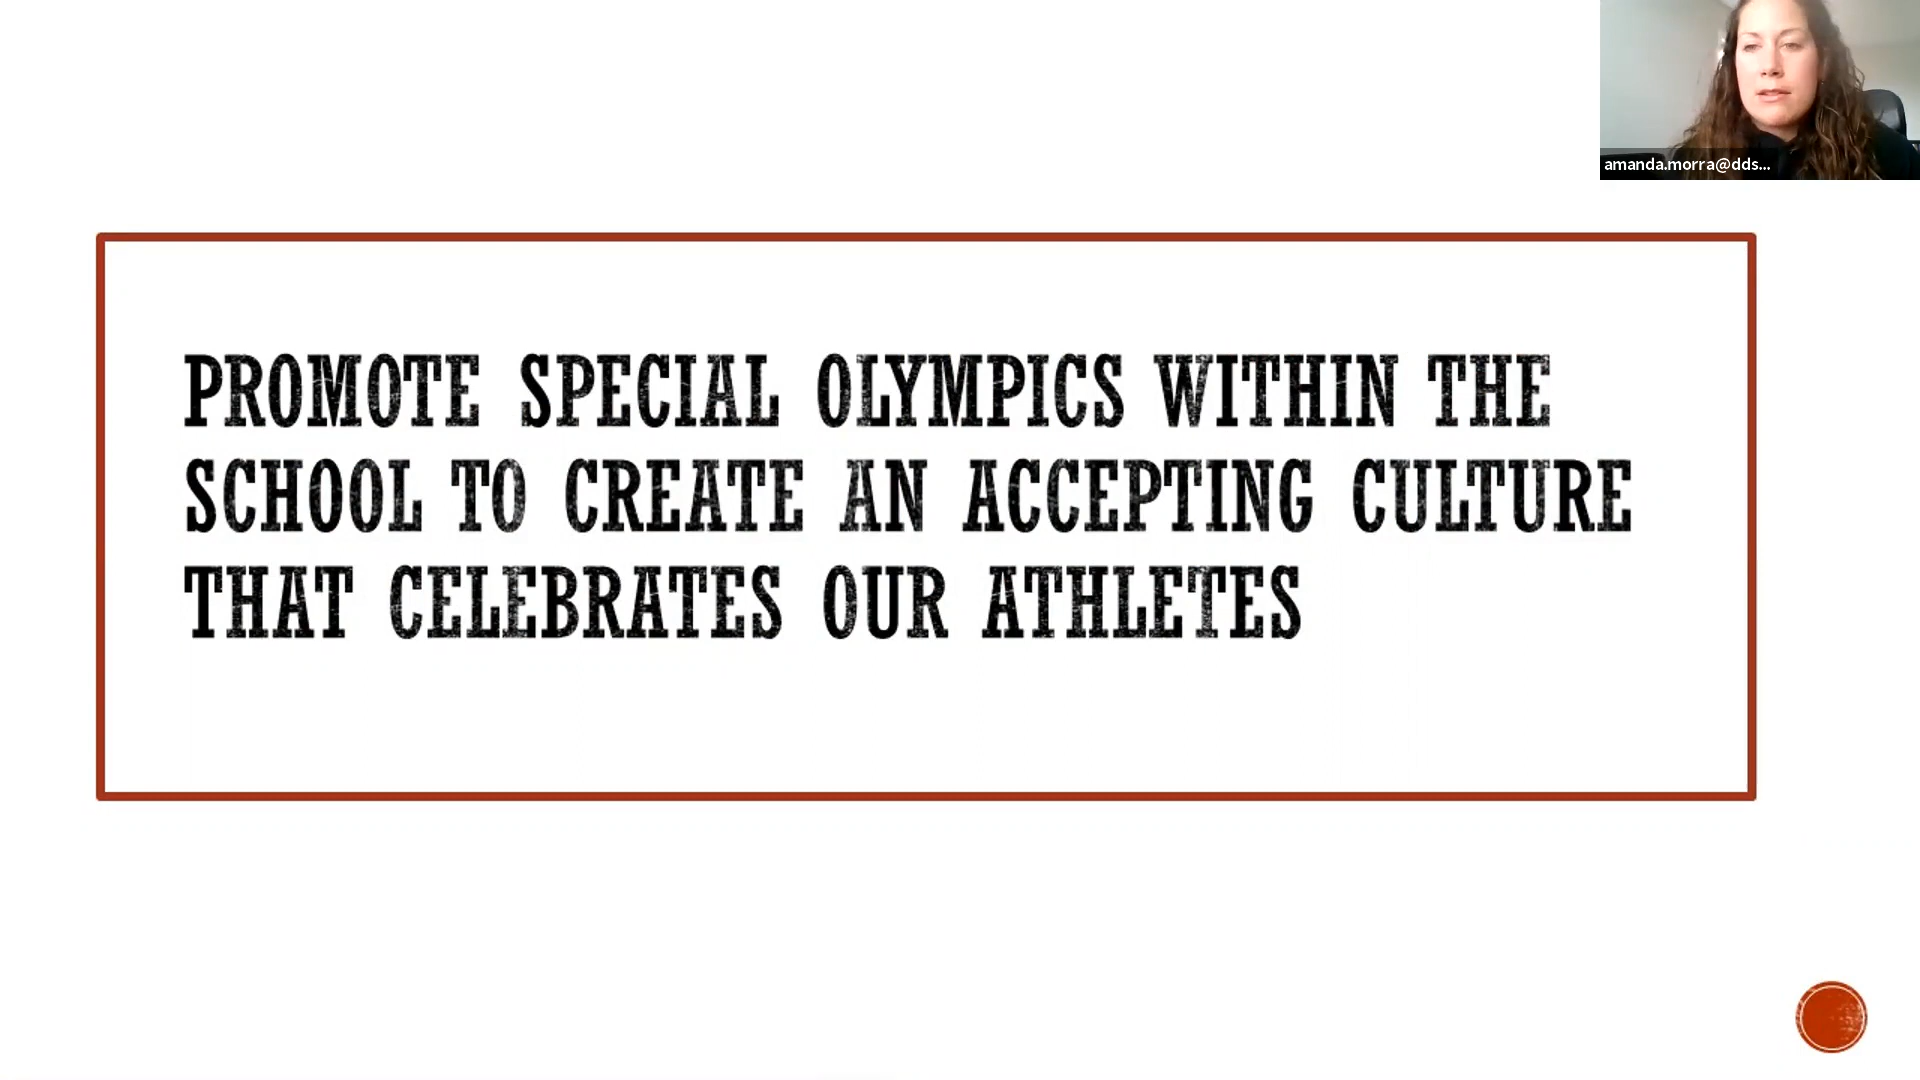 amanda.morra@dds...
PROMOTE SPECIAL OLYMPICS WITHIN THE
SCHOOL TO CREATE AN ACCEPTING CULTURE
THAT CELEBRATES OUR ATHLETES